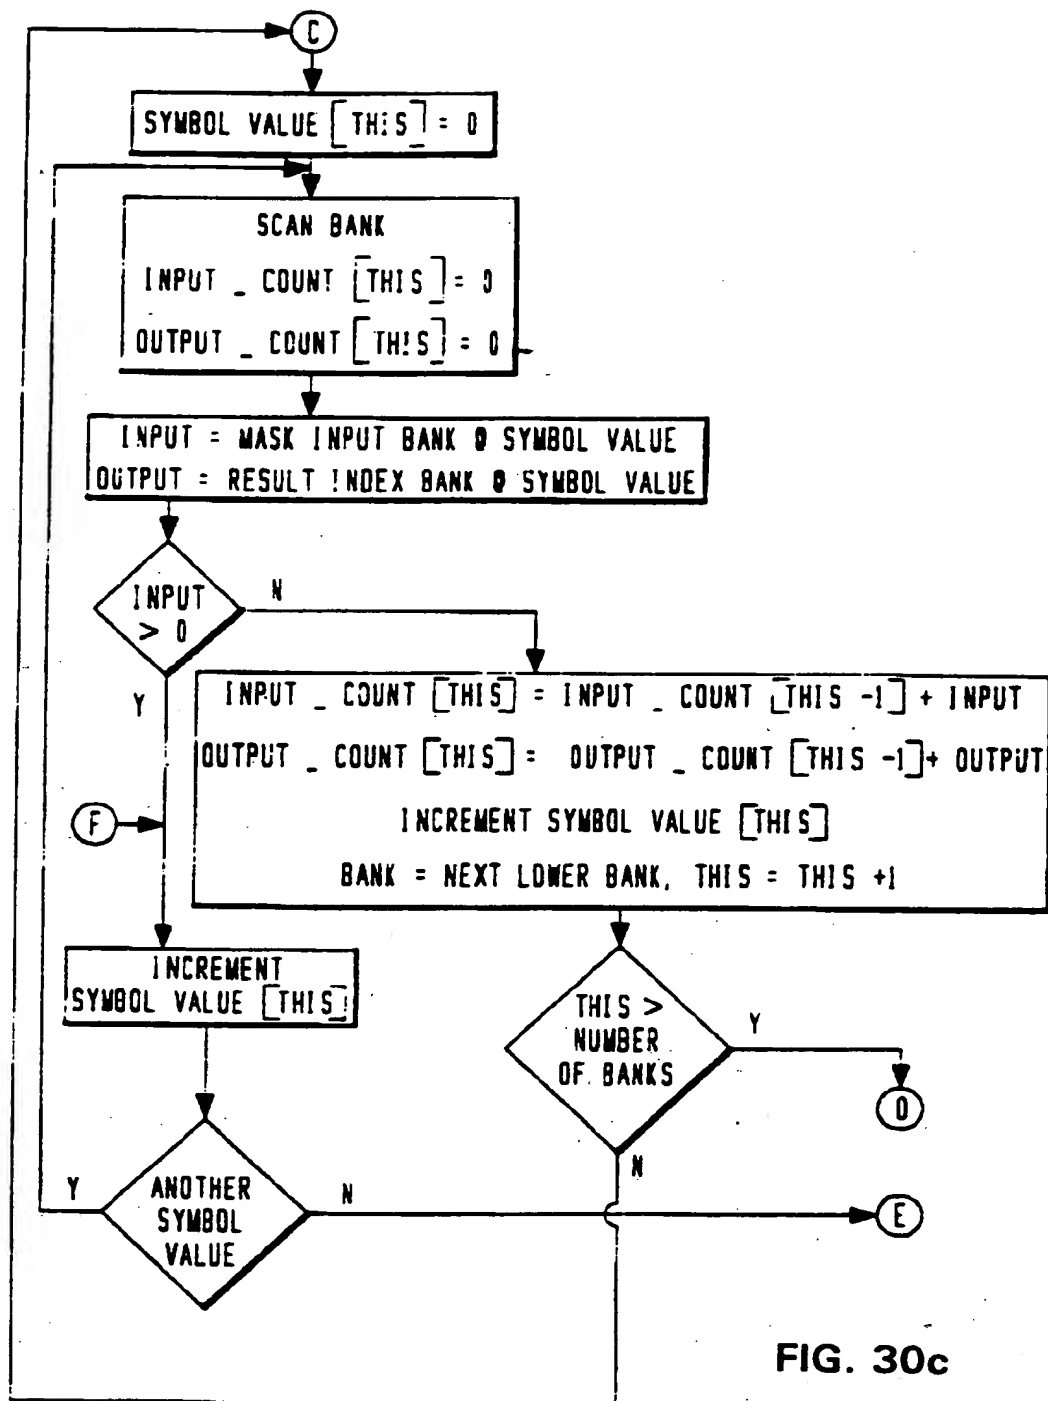 C
SYMBOL VALUE [THIS] = 0
SCAN BANK
INPUT _ COUNT [THIS] = 0
OUTPUT _ COUNT [THIS] = 0
INPUT = MASK INPUT BANK @ SYMBOL VALUE
OUTPUT = RESULT INDEX BANK @ SYMBOL VALUE
INPUT
> 0
N
Y
INPUT _ COUNT [THIS] = INPUT _ COUNT [THIS -1] + INPUT
OUTPUT _ COUNT [THIS] = OUTPUT _ COUNT [THIS -1] + OUTPUT
INCREMENT SYMBOL VALUE [THIS]
BANK = NEXT LOWER BANK, THIS = THIS +1
F
INCREMENT
SYMBOL VALUE [THIS]
THIS >
NUMBER
OF BANKS
Y
D
N
ANOTHER
SYMBOL
VALUE
Y
N
E
FIG. 30c